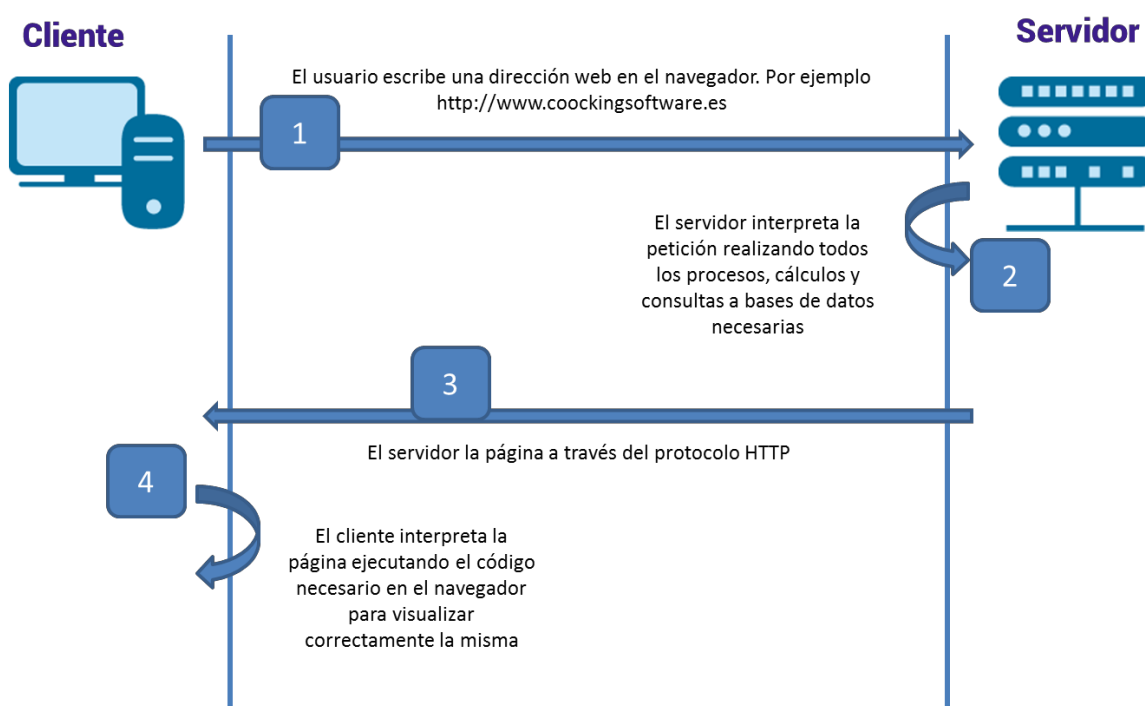 Cliente
Servidor
El usuario escribe una dirección web en el navegador. Por ejemplo
http://www.coockingsoftware.es
1
El servidor interpreta la
petición realizando todos
los procesos, cálculos y
consultas a bases de datos
necesarias
2
3
El servidor la página a través del protocolo HTTP
4
El cliente interpreta la
página ejecutando el código
necesario en el navegador
para visualizar
correctamente la misma